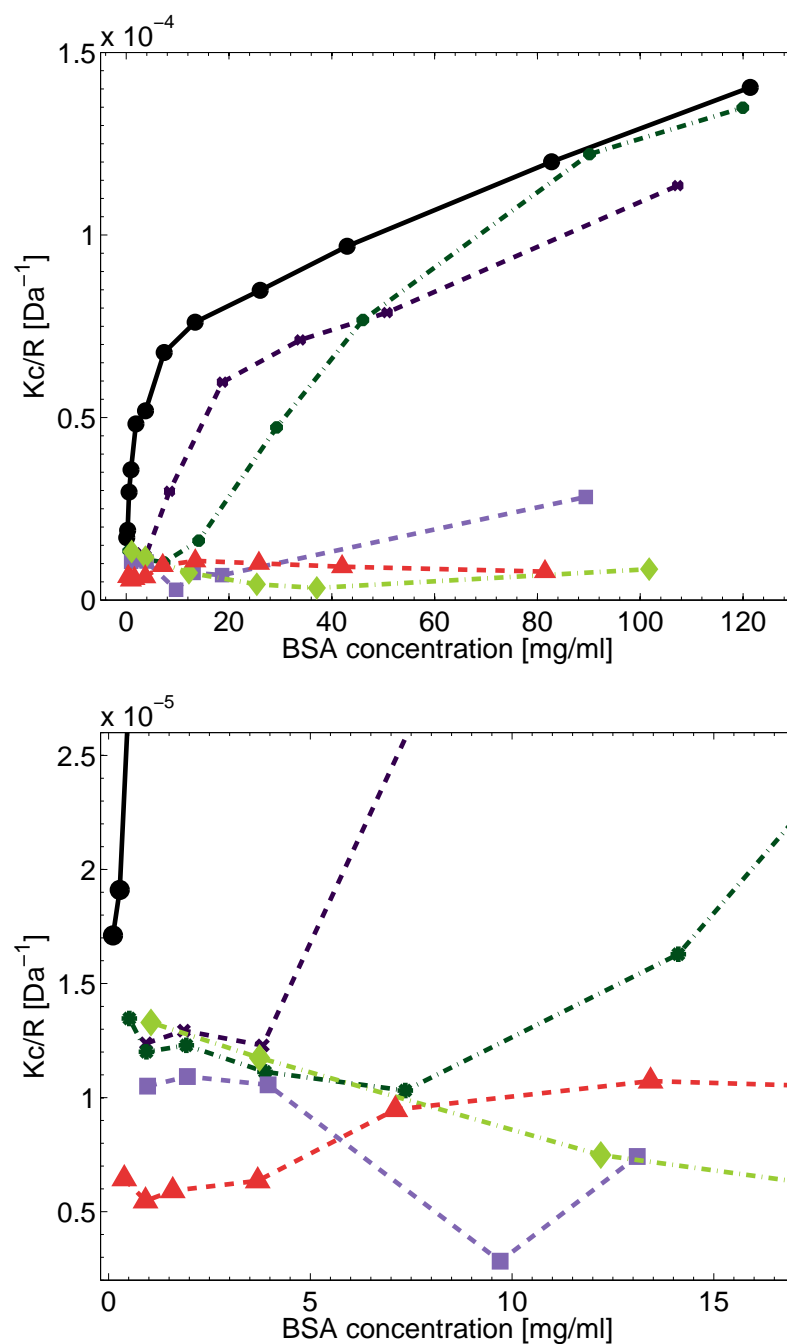 x 10⁻⁴
1.5
1
0.5
0
Kc/R [Da⁻¹]
0 20 40 60 80 100 120
BSA concentration [mg/ml]
x 10⁻⁵
2.5
2
1.5
1
0.5
Kc/R [Da⁻¹]
0 5 10 15
BSA concentration [mg/ml]